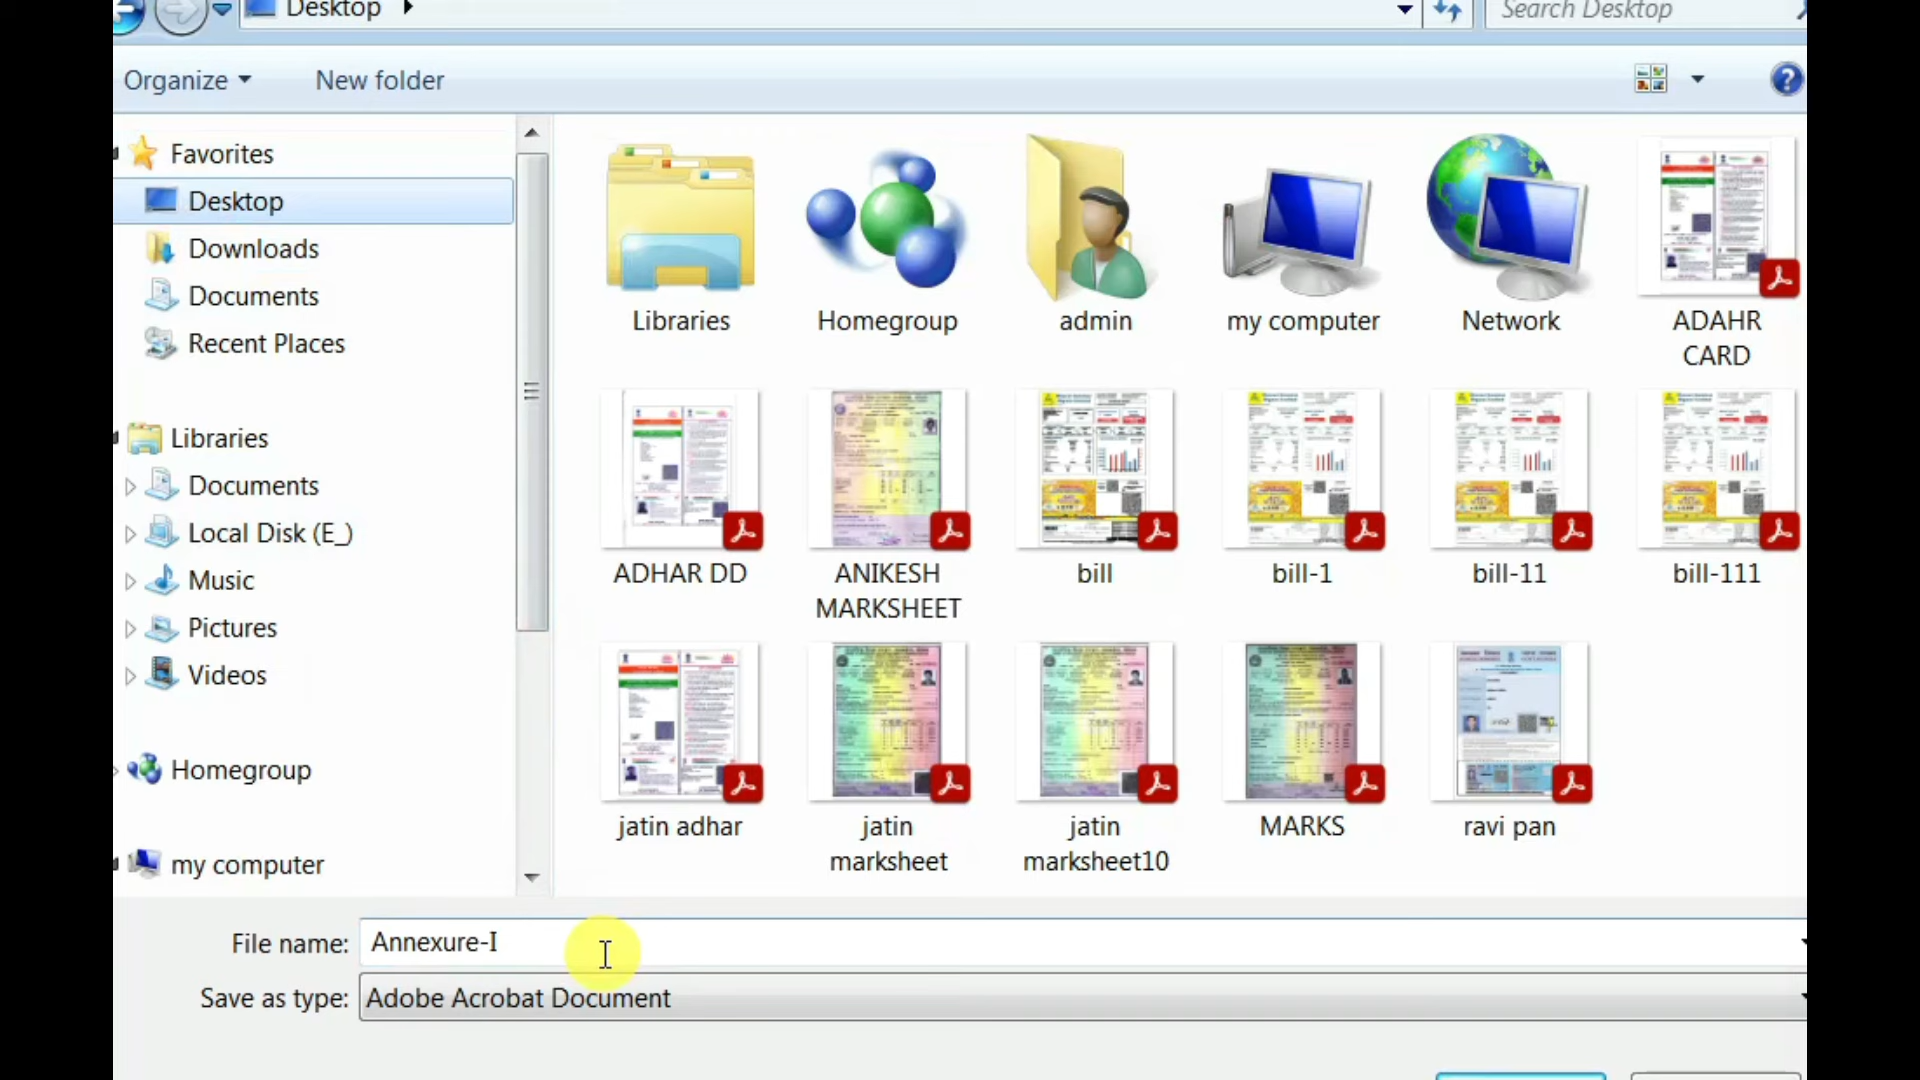 Desktop
Search Desktop
Organize
New folder
Favorites
Desktop
Downloads
Documents
Recent Places
Libraries
Documents
Local Disk (E_)
Music
Pictures
Videos
Homegroup
my computer
Libraries
Homegroup
admin
my computer
Network
ADAHR
CARD
ADHAR DD
ANIKESH
MARKSHEET
bill
bill-1
bill-11
bill-111
jatin adhar
jatin
marksheet
jatin
marksheet10
MARKS
ravi pan
File name: Annexure-I
Save as type: Adobe Acrobat Document